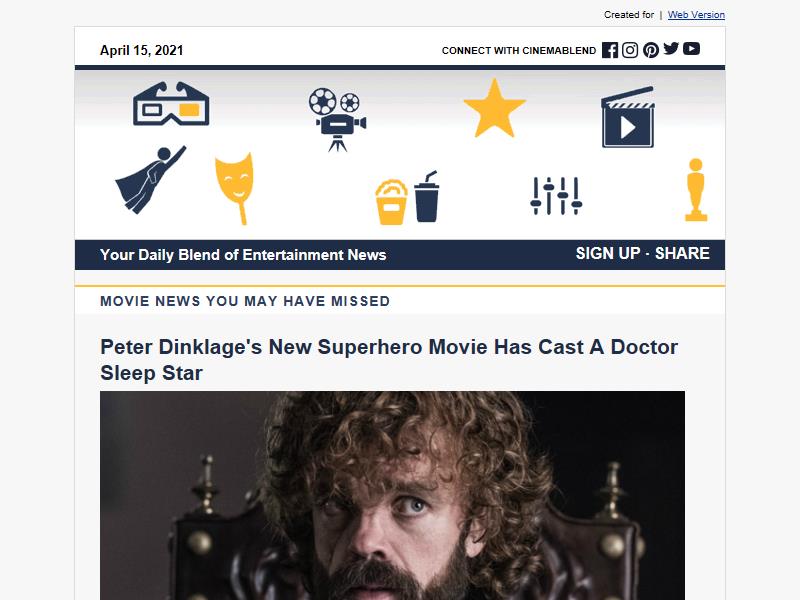 Created for | Web Version
April 15, 2021
CONNECT WITH CINEMABLEND
Your Daily Blend of Entertainment News
SIGN UP · SHARE
MOVIE NEWS YOU MAY HAVE MISSED
Peter Dinklage's New Superhero Movie Has Cast A Doctor
Sleep Star